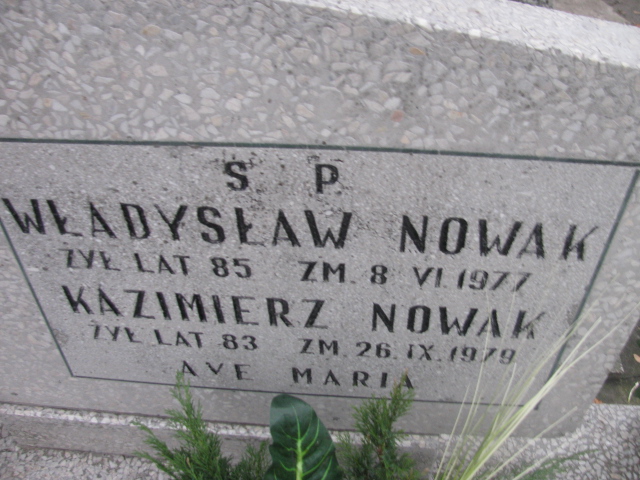 Ś P
WŁADYSŁAW NOWAK
ŻYŁ LAT 85 ZM. 8 VI.1977
KAZIMIERZ NOWAK
ŻYŁ LAT 83 ZM. 26.IX.1979
AVE MARIA